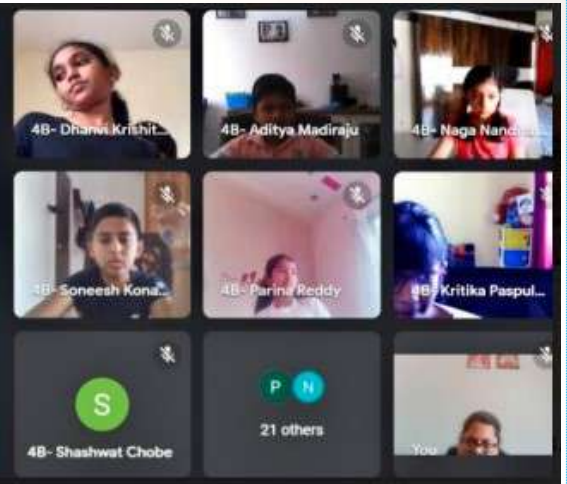 4B- Dhanvi Krishit...
4B- Aditya Madiraju
4B- Naga Nandi...
4B- Soneesh Kona...
4B- Parina Reddy
4B- Kritika Paspul...
S
4B- Shashwat Chobe
P N
21 others
You